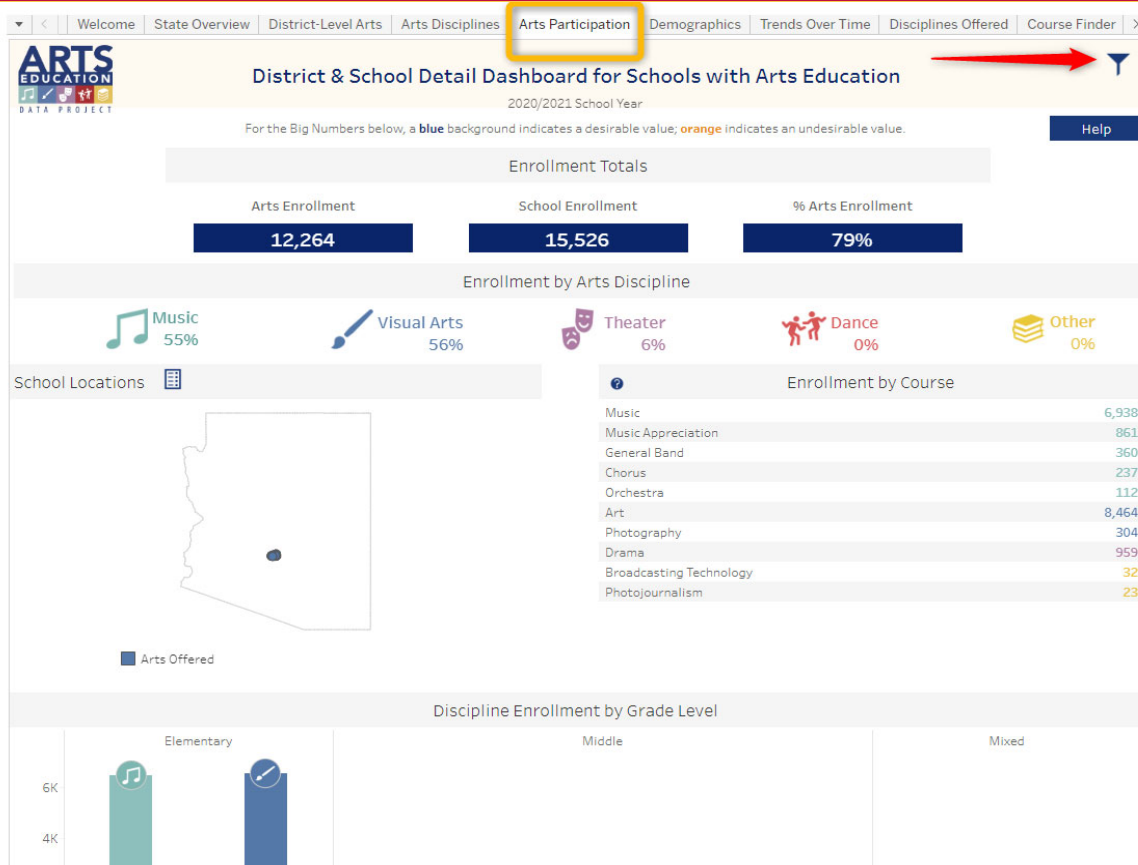 Welcome State Overview District-Level Arts Arts Disciplines Arts Participation Demographics Trends Over Time Disciplines Offered Course Finder
ARTS
EDUCATION
DATA PROJECT
District & School Detail Dashboard for Schools with Arts Education
2020/2021 School Year
For the Big Numbers below, a blue background indicates a desirable value; orange indicates an undesirable value.
Help
Enrollment Totals
Arts Enrollment School Enrollment % Arts Enrollment
12,264 15,526 79%
Enrollment by Arts Discipline
Music Visual Arts Theater Dance Other
55% 56% 6% 0% 0%
School Locations
? Enrollment by Course
Music 6,938
Music Appreciation 861
General Band 360
Chorus 237
Orchestra 112
Art 8,464
Photography 304
Drama 959
Broadcasting Technology 32
Photojournalism 23
Arts Offered
Discipline Enrollment by Grade Level
Elementary Middle Mixed
6K
4K